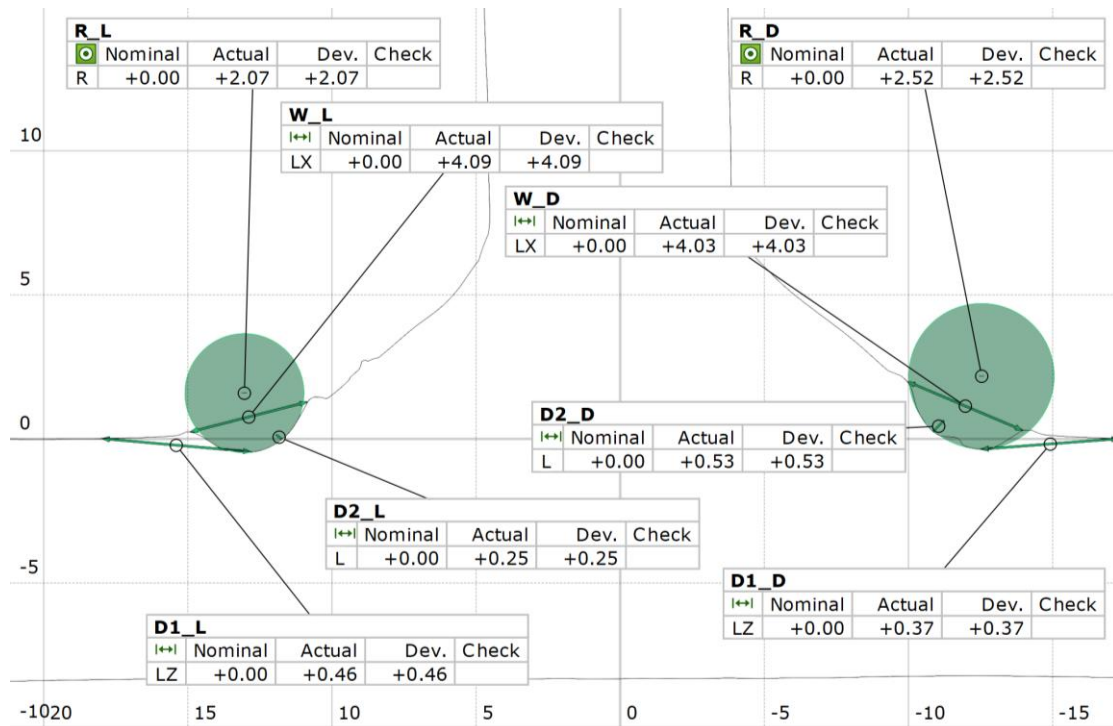 R_L
Nominal Actual Dev. Check
R +0.00 +2.07 +2.07
R_D
Nominal Actual Dev. Check
R +0.00 +2.52 +2.52
W_L
Nominal Actual Dev. Check
LX +0.00 +4.09 +4.09
10
W_D
Nominal Actual Dev. Check
LX +0.00 +4.03 +4.03
5
0
D2_D
Nominal Actual Dev. Check
L +0.00 +0.53 +0.53
D2_L
Nominal Actual Dev. Check
L +0.00 +0.25 +0.25
-5
D1_D
Nominal Actual Dev. Check
LZ +0.00 +0.37 +0.37
D1_L
Nominal Actual Dev. Check
LZ +0.00 +0.46 +0.46
-1020 15 10 5 0 -5 -10 -15